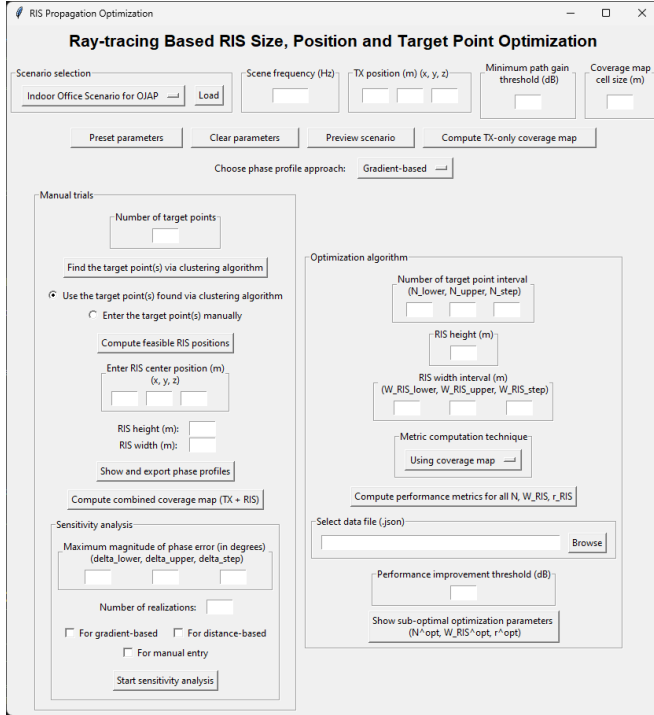 RIS Propagation Optimization
Ray-tracing Based RIS Size, Position and Target Point Optimization
Scenario selection
Indoor Office Scenario for OJAP
Load
Scene frequency (Hz)
TX position (m) (x, y, z)
Minimum path gain
threshold (dB)
Coverage map
cell size (m)
Preset parameters
Clear parameters
Preview scenario
Compute TX-only coverage map
Choose phase profile approach:
Gradient-based
Manual trials
Number of target points
Find the target point(s) via clustering algorithm
Use the target point(s) found via clustering algorithm
Enter the target point(s) manually
Compute feasible RIS positions
Enter RIS center position (m)
(x, y, z)
RIS height (m):
RIS width (m):
Show and export phase profiles
Compute combined coverage map (TX + RIS)
Sensitivity analysis
Maximum magnitude of phase error (in degrees)
(delta_lower, delta_upper, delta_step)
Number of realizations:
For gradient-based
For distance-based
For manual entry
Start sensitivity analysis
Optimization algorithm
Number of target point interval
(N_lower, N_upper, N_step)
RIS height (m)
RIS width interval (m)
(W_RIS_lower, W_RIS_upper, W_RIS_step)
Metric computation technique
Using coverage map
Compute performance metrics for all N, W_RIS, r_RIS
Select data file (.json)
Browse
Performance improvement threshold (dB)
Show sub-optimal optimization parameters
(N^opt, W_RIS^opt, r^opt)